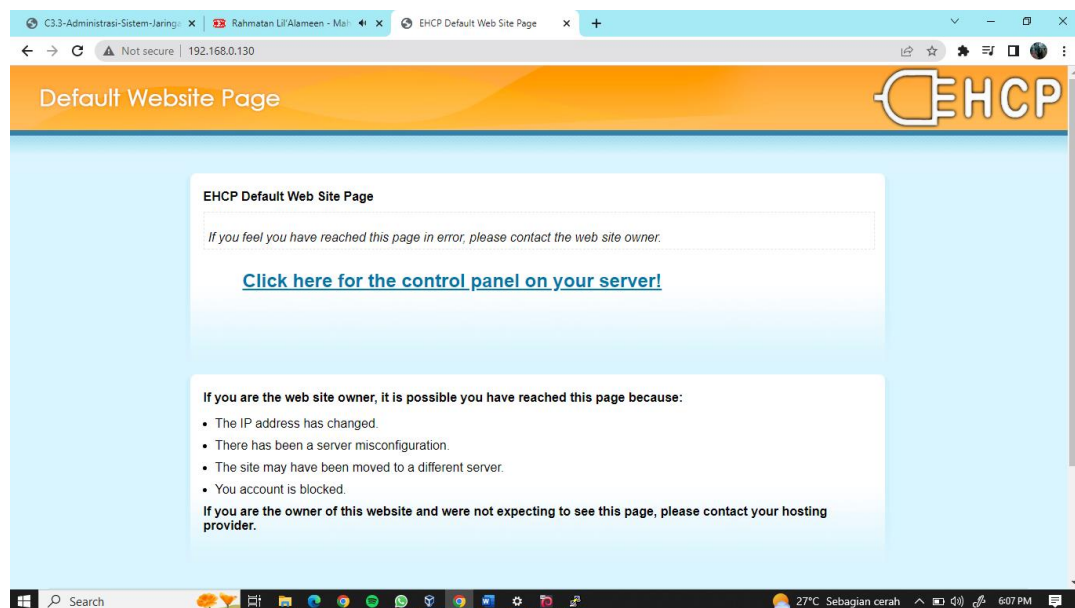 C3.3-Administrasi-Sistem-Jaringa
Rahmatan Lil'Alameen - Mah
EHCP Default Web Site Page
Not secure
192.168.0.130
Default Website Page
EHCP
EHCP Default Web Site Page
If you feel you have reached this page in error, please contact the web site owner.
Click here for the control panel on your server!
If you are the web site owner, it is possible you have reached this page because:
• The IP address has changed.
• There has been a server misconfiguration.
• The site may have been moved to a different server.
• You account is blocked.
If you are the owner of this website and were not expecting to see this page, please contact your hosting
provider.
Search
27°C Sebagian cerah
6:07 PM